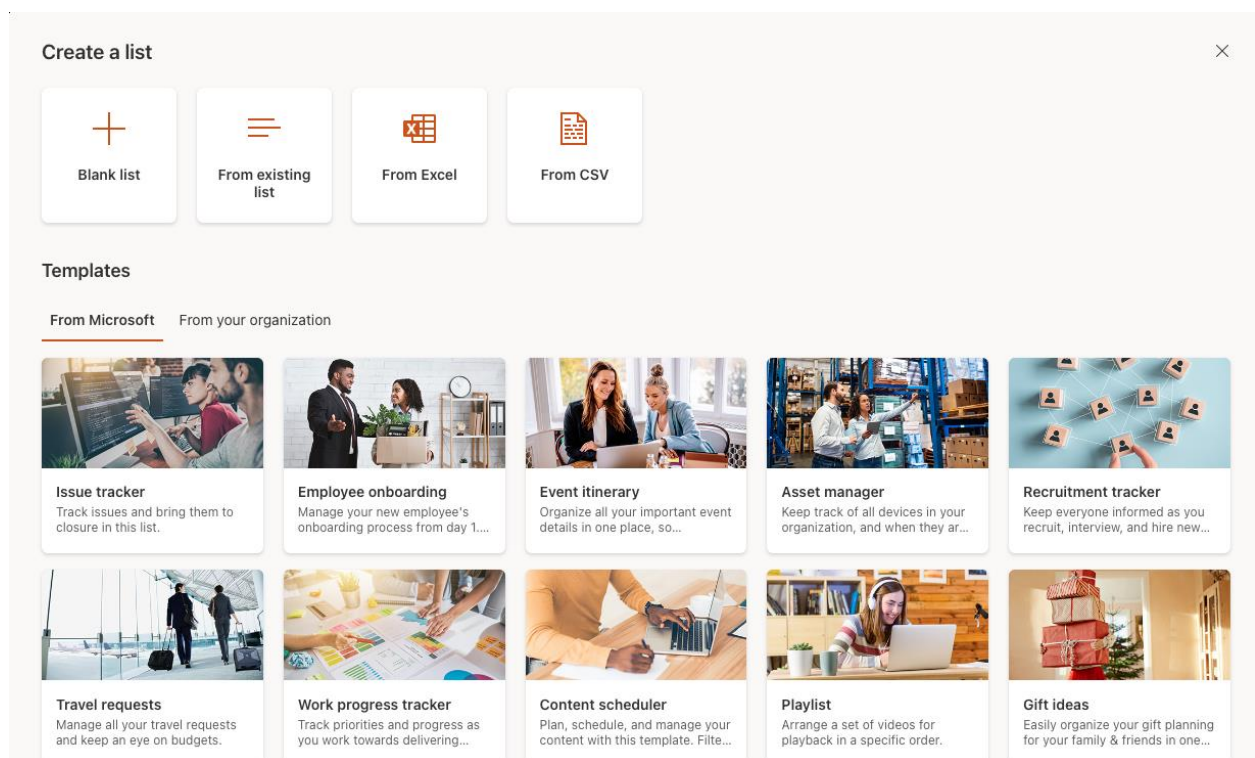 Create a list
Blank list
From existing
list
From Excel
From CSV
Templates
From Microsoft
From your organization
Issue tracker
Track issues and bring them to
closure in this list.
Employee onboarding
Manage your new employee's
onboarding process from day 1....
Event itinerary
Organize all your important event
details in one place, so...
Asset manager
Keep track of all devices in your
organization, and when they ar...
Recruitment tracker
Keep everyone informed as you
recruit, interview, and hire new...
Travel requests
Manage all your travel requests
and keep an eye on budgets.
Work progress tracker
Track priorities and progress as
you work towards delivering...
Content scheduler
Plan, schedule, and manage your
content with this template. Filte...
Playlist
Arrange a set of videos for
playback in a specific order.
Gift ideas
Easily organize your gift planning
for your family & friends in one...